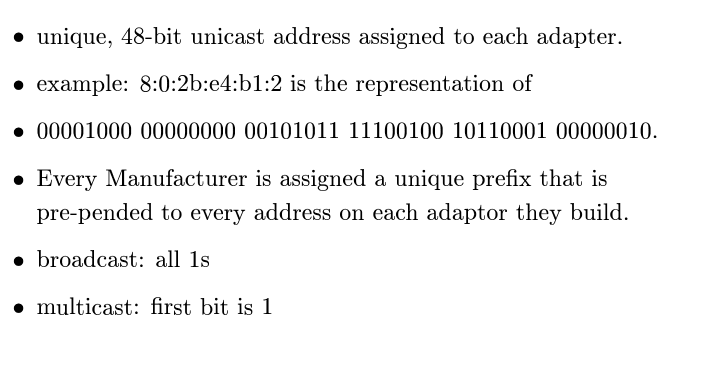 • unique, 48-bit unicast address assigned to each adapter.
• example: 8:0:2b:e4:b1:2 is the representation of
• 00001000 00000000 00101011 11100100 10110001 00000010.
• Every Manufacturer is assigned a unique prefix that is
pre-pended to every address on each adaptor they build.
• broadcast: all 1s
• multicast: first bit is 1